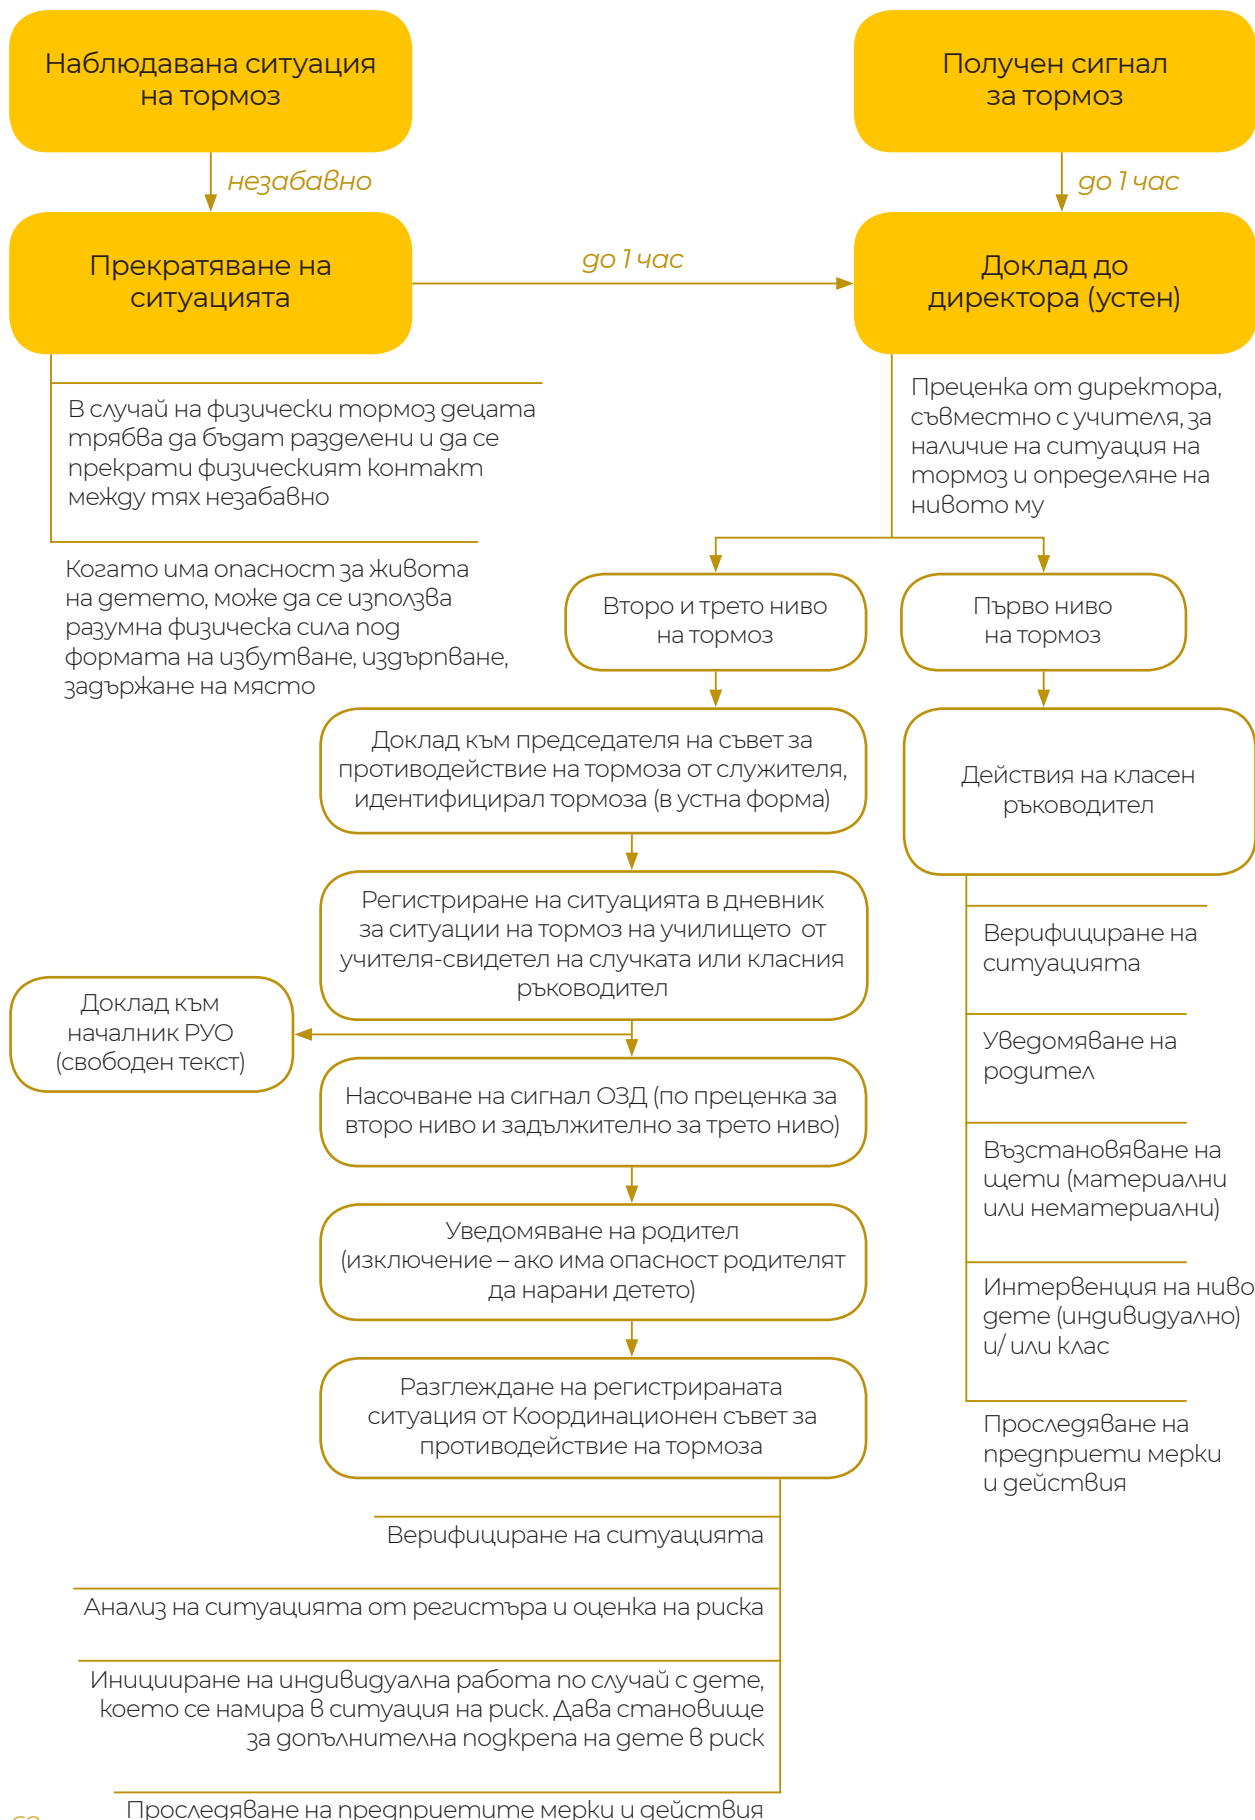 Наблюдавана ситуация
на тормоз
Получен сигнал
за тормоз
незабавно
до 1 час
Прекратяване на
ситуацията
до 1 час
Доклад до
директора (устен)
В случай на физически тормоз децата
трябва да бъдат разделени и да се
прекрати физическият контакт
между тях незабавно
Когато има опасност за живота
на детето, може да се използва
разумна физическа сила под
формата на избутване, издърпване,
задържане на място
Преценка от директора,
съвместно с учителя, за
наличие на ситуация на
тормоз и определяне на
нивото му
Второ и трето ниво
на тормоз
Първо ниво
на тормоз
Доклад към председателя на съвет за
противодействие на тормоза от служителя,
идентифицирал тормоза (в устна форма)
Действия на класен
ръководител
Регистриране на ситуацията в дневник
за ситуации на тормоз на училището от
учителя-свидетел на случката или класния
ръководител
Доклад към
началник РУО
(свободен текст)
Насочване на сигнал ОЗД (по преценка за
второ ниво и задължително за трето ниво)
Уведомяване на родител
(изключение – ако има опасност родителят
да нарани детето)
Разглеждане на регистрираната
ситуация от Координационен съвет за
противодействие на тормоза
Верифициране на
ситуацията
Уведомяване на
родител
Възстановяване на
щети (материални
или нематериални)
Интервенция на ниво
дете (индивидуално)
и/ или клас
Проследяване на
предприети мерки
и действия
Верифициране на ситуацията
Анализ на ситуацията от регистъра и оценка на риска
Иницииране на индивидуална работа по случай с дете,
което се намира в ситуация на риск. Дава становище
за допълнителна подкрепа на дете в риск
Проследяване на предприетите мерки и действия